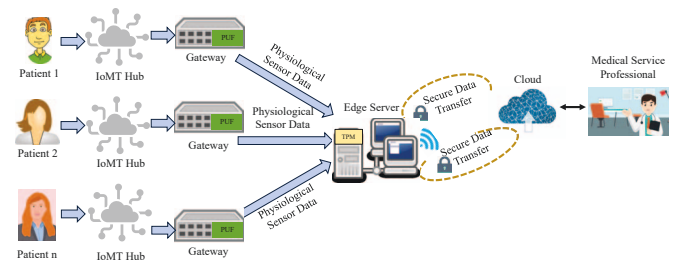 PUF
Patient 1
IoMT Hub
Gateway
Physiological
Sensor Data
PUF
Patient 2
IoMT Hub
Gateway
Physiological
Sensor Data
PUF
Patient n
IoMT Hub
Gateway
Physiological
Sensor Data
Edge Server
TPM
Secure Data
Transfer
Secure Data
Transfer
Cloud
Medical Service
Professional